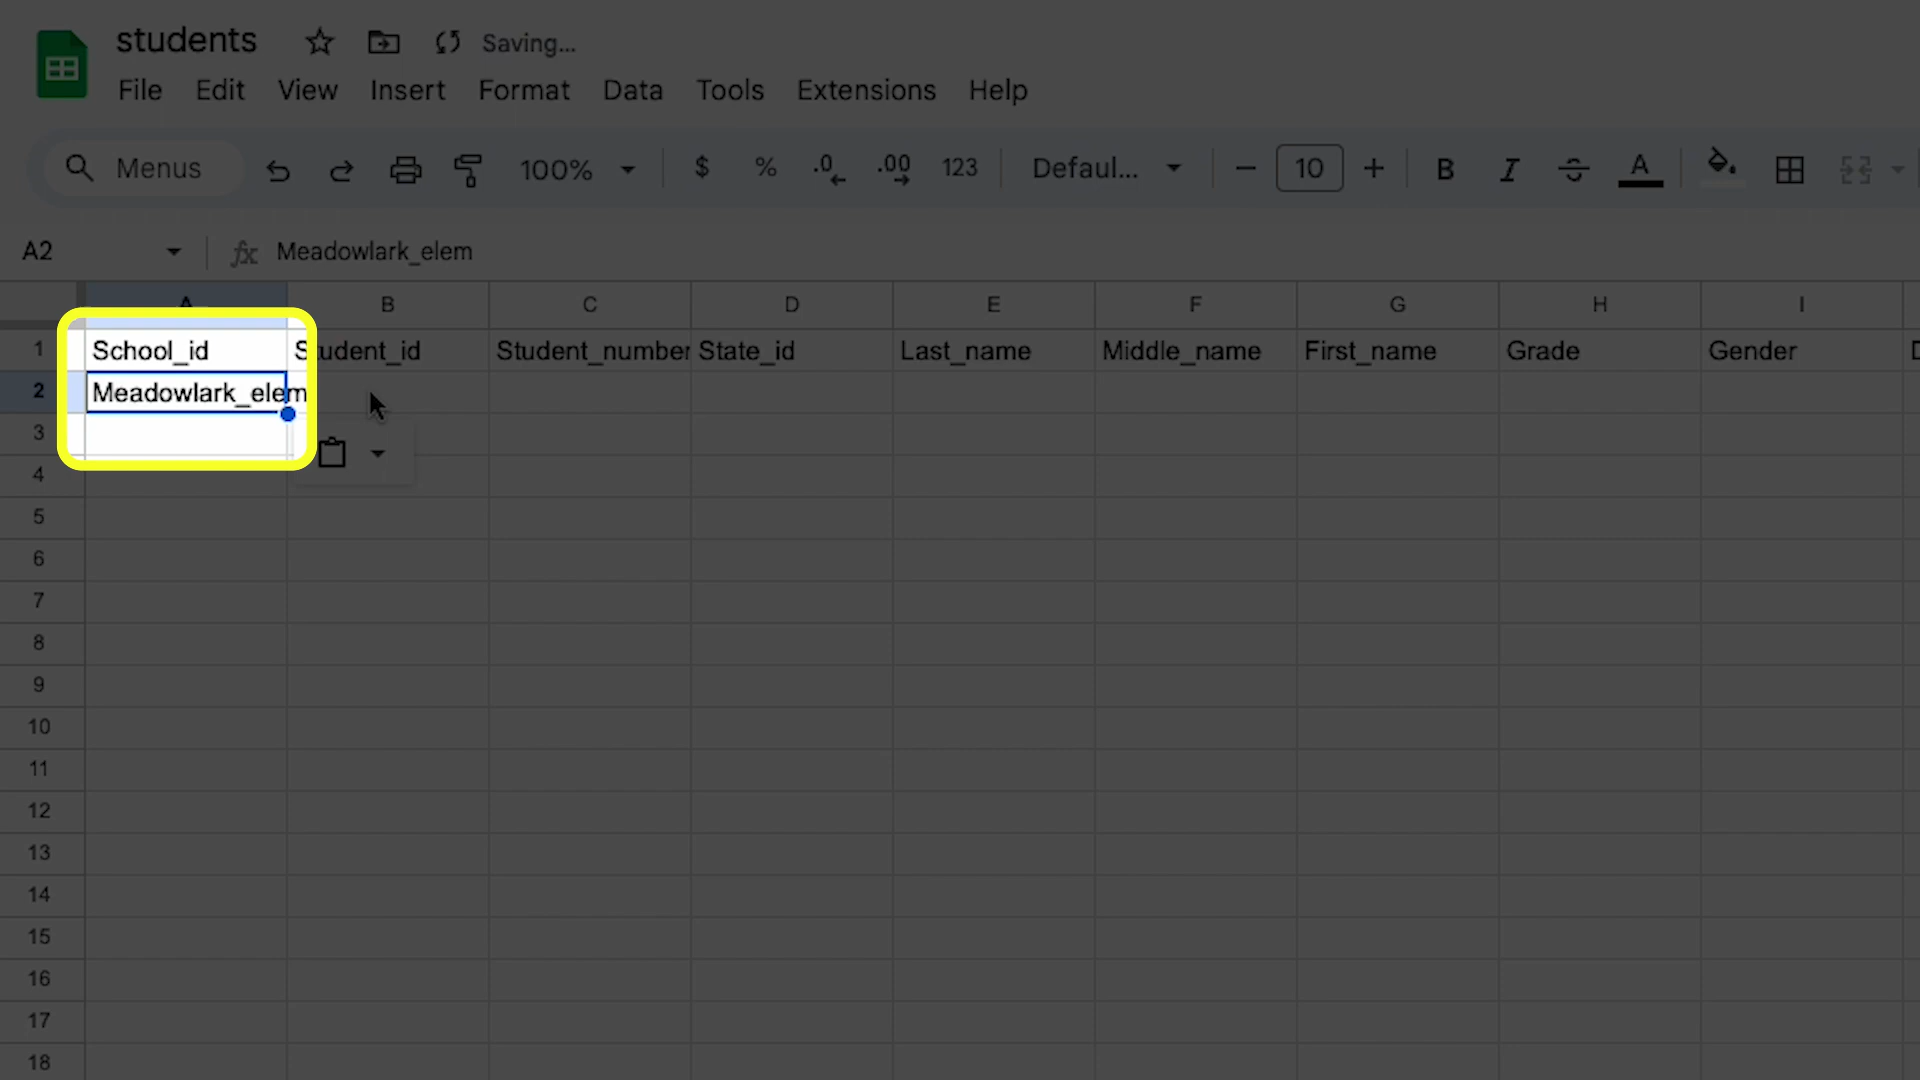 students Saving...
File Edit View Insert Format Data Tools Extensions Help
Menus 100% $ % .0 .00 123 Defaul... 10 B I A
A2 fx Meadowlark_elem
A B C D E F G H I
1 School_id Student_id Student_number State_id Last_name Middle_name First_name Grade Gender
2 Meadowlark_elem
3
4
5
6
7
8
9
10
11
12
13
14
15
16
17
18